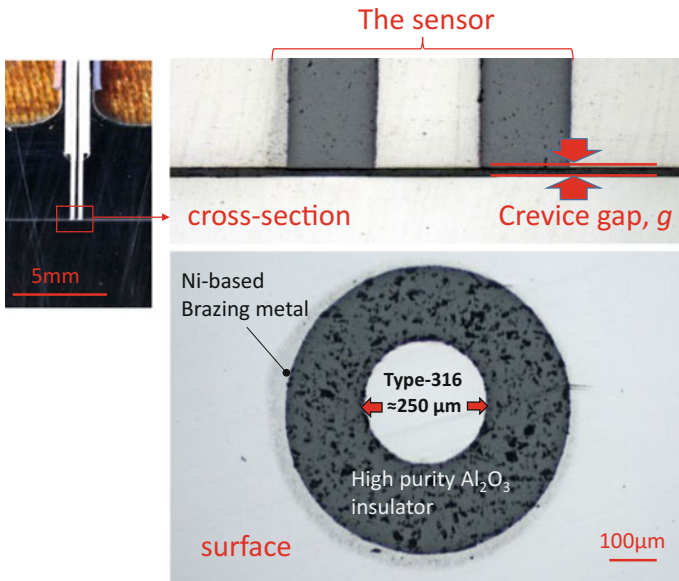 The sensor
5mm
cross-section
Crevice gap, g
Ni-based
Brazing metal
Type-316
≈250 μm
High purity Al₂O₃
insulator
surface
100μm